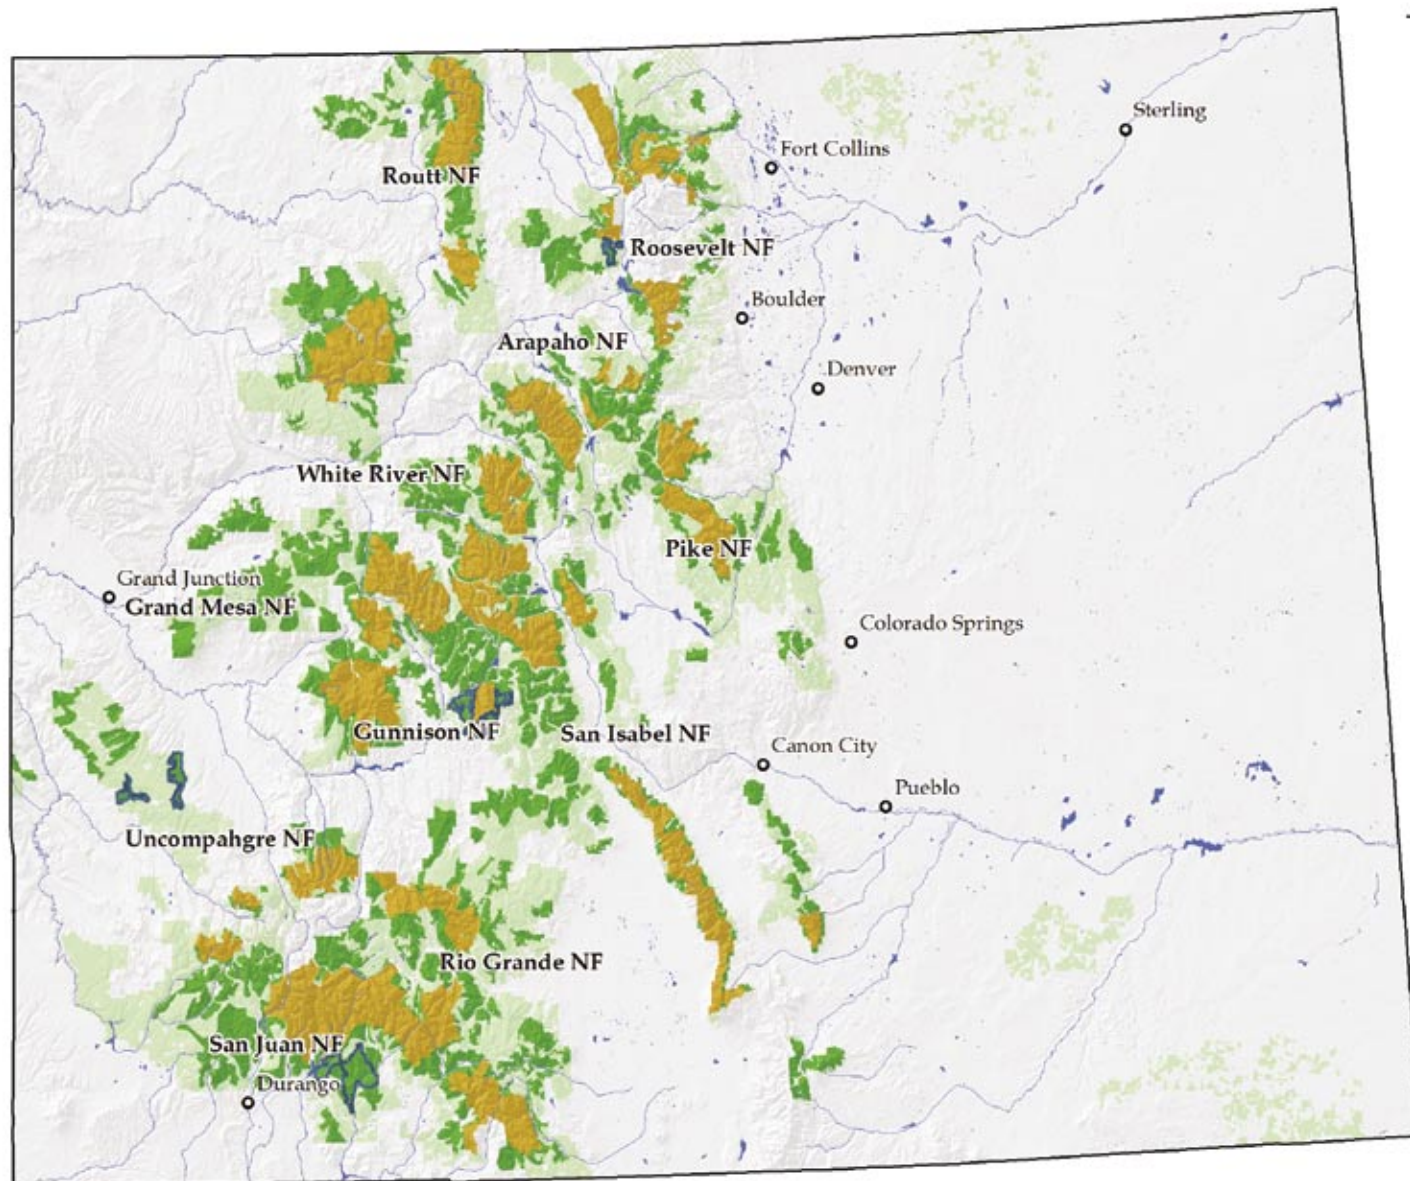 Sterling
Fort Collins
Routt NF
Roosevelt NF
Boulder
Arapaho NF
Denver
White River NF
Pike NF
Grand Junction
Grand Mesa NF
Colorado Springs
Gunnison NF
San Isabel NF
Canon City
Pueblo
Uncompahgre NF
Rio Grande NF
San Juan NF
Durango